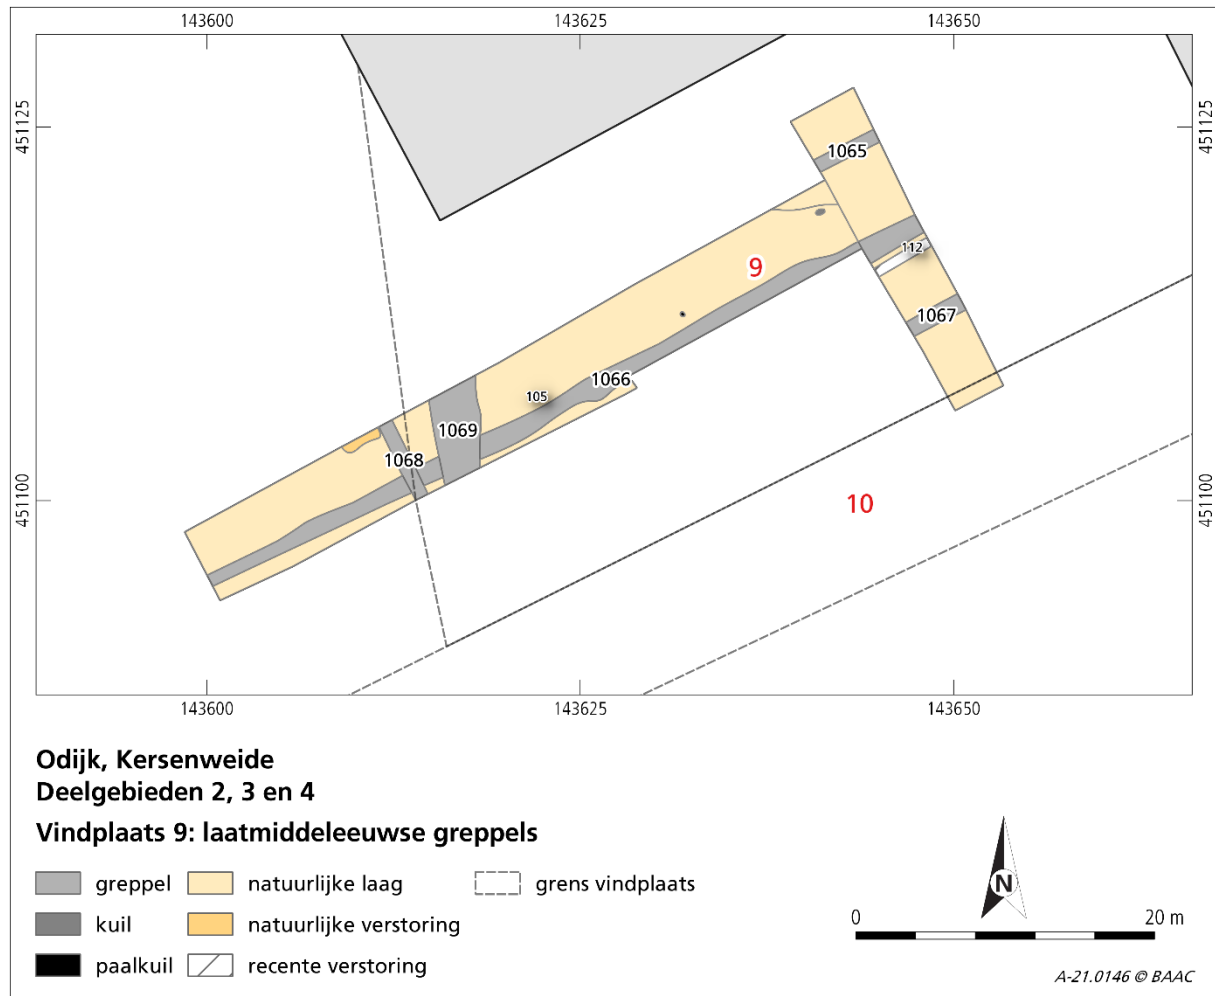 143600 143625 143650
451125 451125
1065
112
9
1067
1066
105
1069
1068
451100 451100
10
143600 143625 143650
Odijk, Kersenweide
Deelgebieden 2, 3 en 4
Vindplaats 9: laatmiddeleeuwse greppels
greppel natuurlijke laag grens vindplaats
kuil natuurlijke verstoring
paalkuil recente verstoring
N
0 20 m
A-21.0146 © BAAC